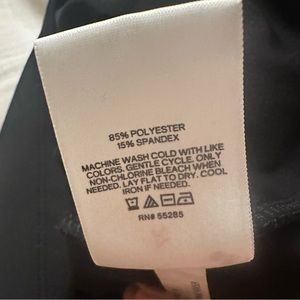 85% POLYESTER
15% SPANDEX
MACHINE WASH COLD WITH LIKE
COLORS. GENTLE CYCLE. ONLY
NON-CHLORINE BLEACH WHEN
NEEDED. LAY FLAT TO DRY. COOL
IRON IF NEEDED.
RN# 55285